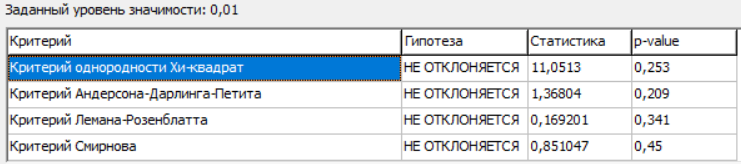 Заданный уровень значимости: 0,01
Критерий Гипотеза Статистика p-value
Критерий однородности Хи-квадрат НЕ ОТКЛОНЯЕТСЯ 11,0513 0,253
Критерий Андерсона-Дарлинга-Петита НЕ ОТКЛОНЯЕТСЯ 1,36804 0,209
Критерий Лемана-Розенблатта НЕ ОТКЛОНЯЕТСЯ 0,169201 0,341
Критерий Смирнова НЕ ОТКЛОНЯЕТСЯ 0,851047 0,45